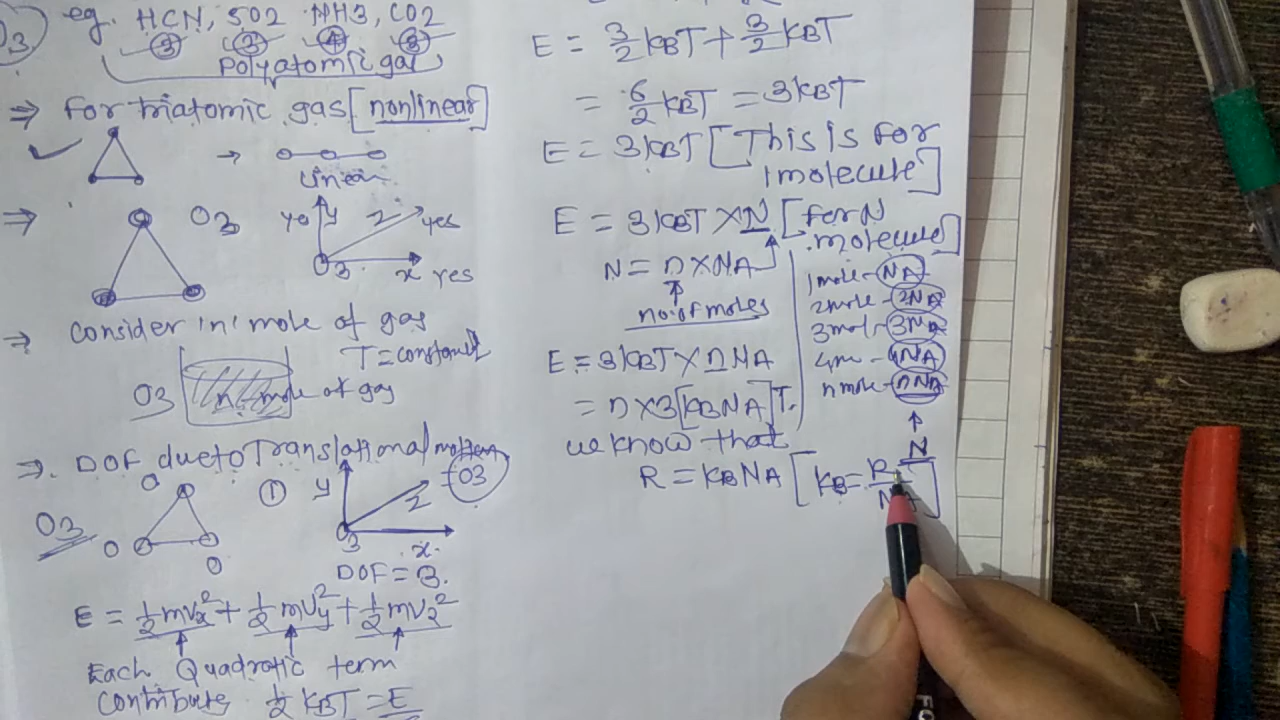 eg. HCN, SO2 NH3, CO2
O3
3 3 4 3
Polyatomic gas
⇒ for triatomic gas [nonlinear]
→
Linear
⇒ O3 y z yes
O3 x yes
⇒ Consider 'n' mole of gas
T = constant
O3 n mole of gas
⇒. DOF due to Translational motion
O ① y z O3
O3 O O 3 x.
DOF = 3.
E = 1/2 mVx² + 1/2 mVy² + 1/2 mVz²
Each Quadratic term
contribute 1/2 KBT = E
E = 3/2 KBT + 3/2 KBT
= 6/2 KBT = 3KBT
E = 3KBT [This is for
1 molecule]
E = 3KBT × N [for N
molecule]
N = n × NA
no. of moles
E = 3KBT × n NA
= n × 3 [KBNA] T.
we know that
R = KBNA [KB = R/NA]
1 mole - NA
2 mole - 2NA
3 mol - 3NA
4 m - 4NA
n mole - nNA
N